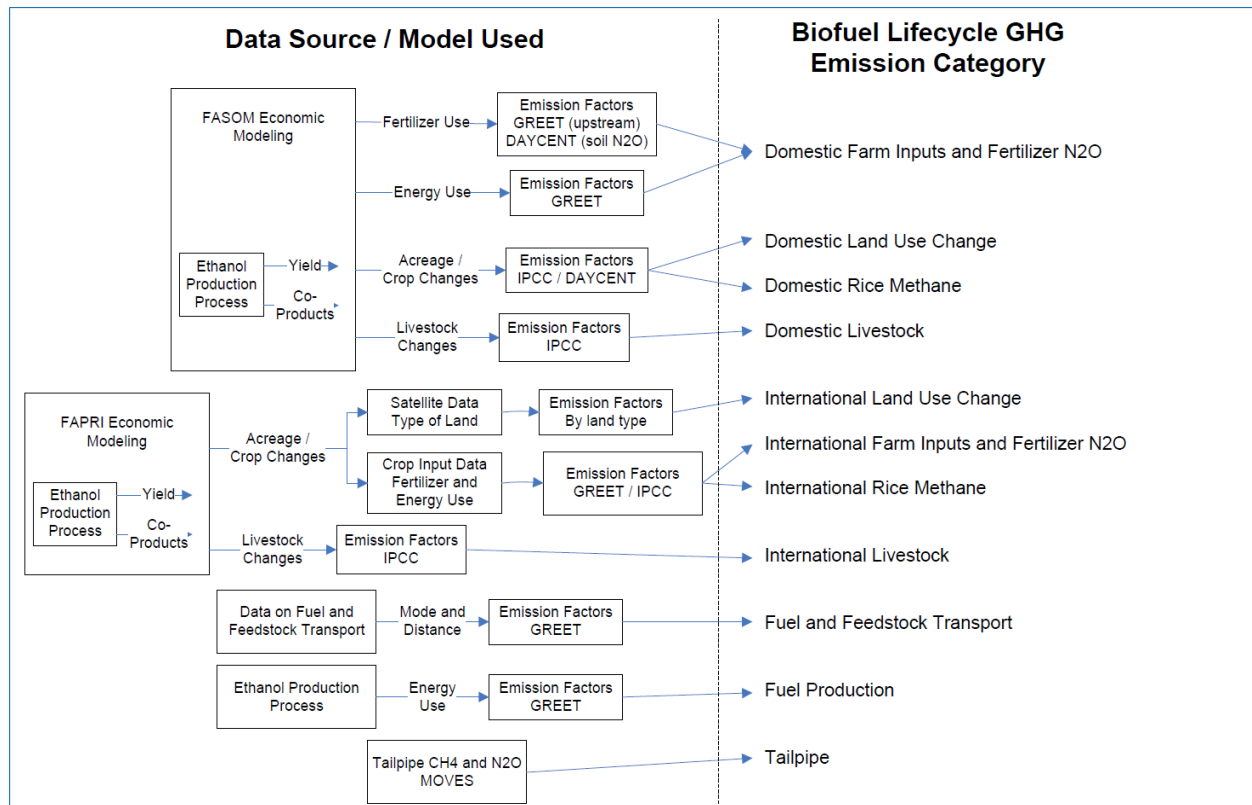 Data Source / Model Used
Biofuel Lifecycle GHG
Emission Category
FASOM Economic
Modeling
Fertilizer Use
Emission Factors
GREET (upstream)
DAYCENT (soil N2O)
Domestic Farm Inputs and Fertilizer N2O
Energy Use
Emission Factors
GREET
Ethanol
Production
Process
Yield
Co-
Products
Acreage /
Crop Changes
Emission Factors
IPCC / DAYCENT
Domestic Land Use Change
Domestic Rice Methane
Livestock
Changes
Emission Factors
IPCC
Domestic Livestock
FAPRI Economic
Modeling
Acreage /
Crop Changes
Satellite Data
Type of Land
Emission Factors
By land type
International Land Use Change
Crop Input Data
Fertilizer and
Energy Use
Emission Factors
GREET / IPCC
International Farm Inputs and Fertilizer N2O
International Rice Methane
Ethanol
Production
Process
Yield
Co-
Products
Livestock
Changes
Emission Factors
IPCC
International Livestock
Data on Fuel and
Feedstock Transport
Mode and
Distance
Emission Factors
GREET
Fuel and Feedstock Transport
Ethanol Production
Process
Energy
Use
Emission Factors
GREET
Fuel Production
Tailpipe CH4 and N2O
MOVES
Tailpipe